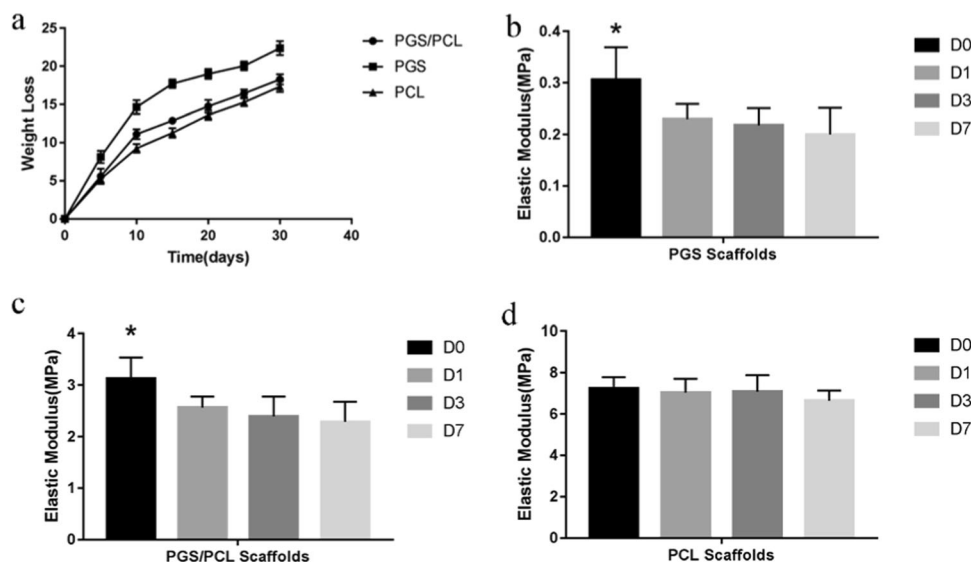 a
Weight Loss
25
20
15
10
5
0
0 10 20 30 40
Time(days)
PGS/PCL
PGS
PCL
b
Elastic Modulus(MPa)
0.4
0.3
0.2
0.1
0.0
*
PGS Scaffolds
D0
D1
D3
D7
c
Elastic Modulus(MPa)
4
3
2
1
0
*
PGS/PCL Scaffolds
D0
D1
D3
D7
d
Elastic Modulus(MPa)
10
8
6
4
2
0
PCL Scaffolds
D0
D1
D3
D7